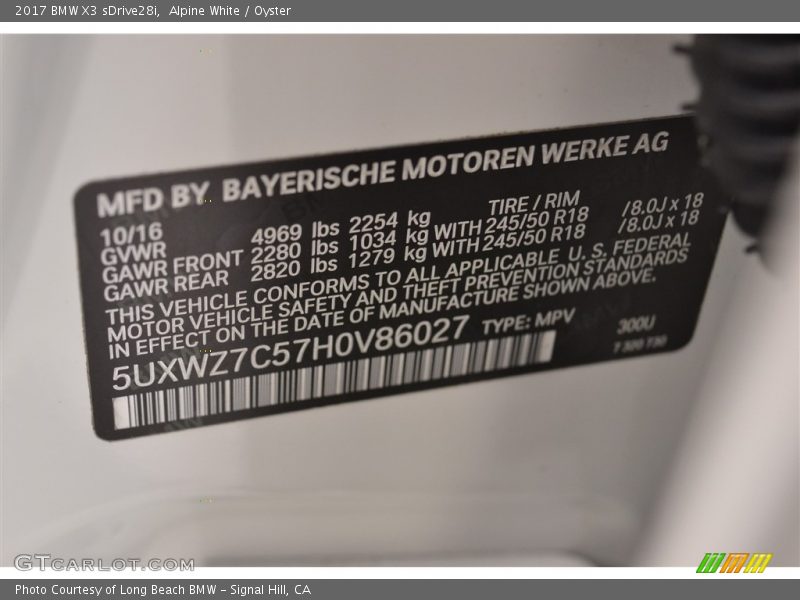 2017 BMW X3 sDrive28i, Alpine White / Oyster
MFD BY BAYERISCHE MOTOREN WERKE AG
10/16 TIRE / RIM
GVWR 4969 lbs 2254 kg
GAWR FRONT 2280 lbs 1034 kg WITH 245/50 R18 /8.0J x 18
GAWR REAR 2820 lbs 1279 kg WITH 245/50 R18 /8.0J x 18
THIS VEHICLE CONFORMS TO ALL APPLICABLE U. S. FEDERAL
MOTOR VEHICLE SAFETY AND THEFT PREVENTION STANDARDS
IN EFFECT ON THE DATE OF MANUFACTURE SHOWN ABOVE.
5UXWZ7C57H0V86027 TYPE: MPV
300U
GTCARLOT.COM
Photo Courtesy of Long Beach BMW - Signal Hill, CA